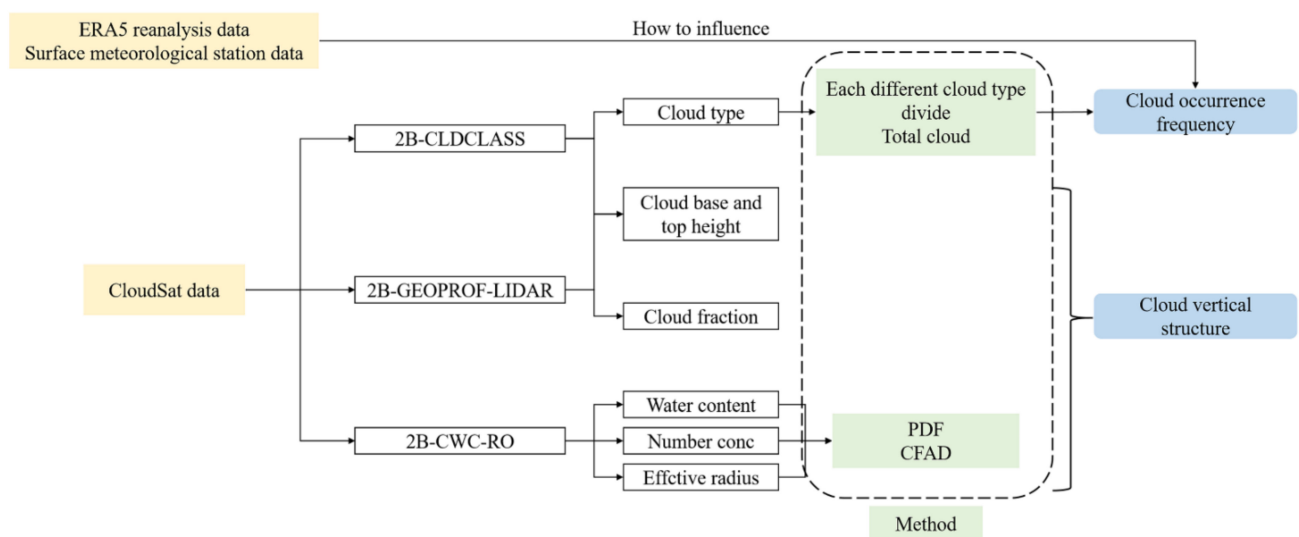 ERA5 reanalysis data
Surface meteorological station data
How to influence
Each different cloud type
divide
Total cloud
Cloud occurrence
frequency
Cloud type
2B-CLDCLASS
Cloud base and
top height
CloudSat data
2B-GEOPROF-LIDAR
Cloud fraction
Cloud vertical
structure
Water content
2B-CWC-RO
Number conc
Effctive radius
PDF
CFAD
Method